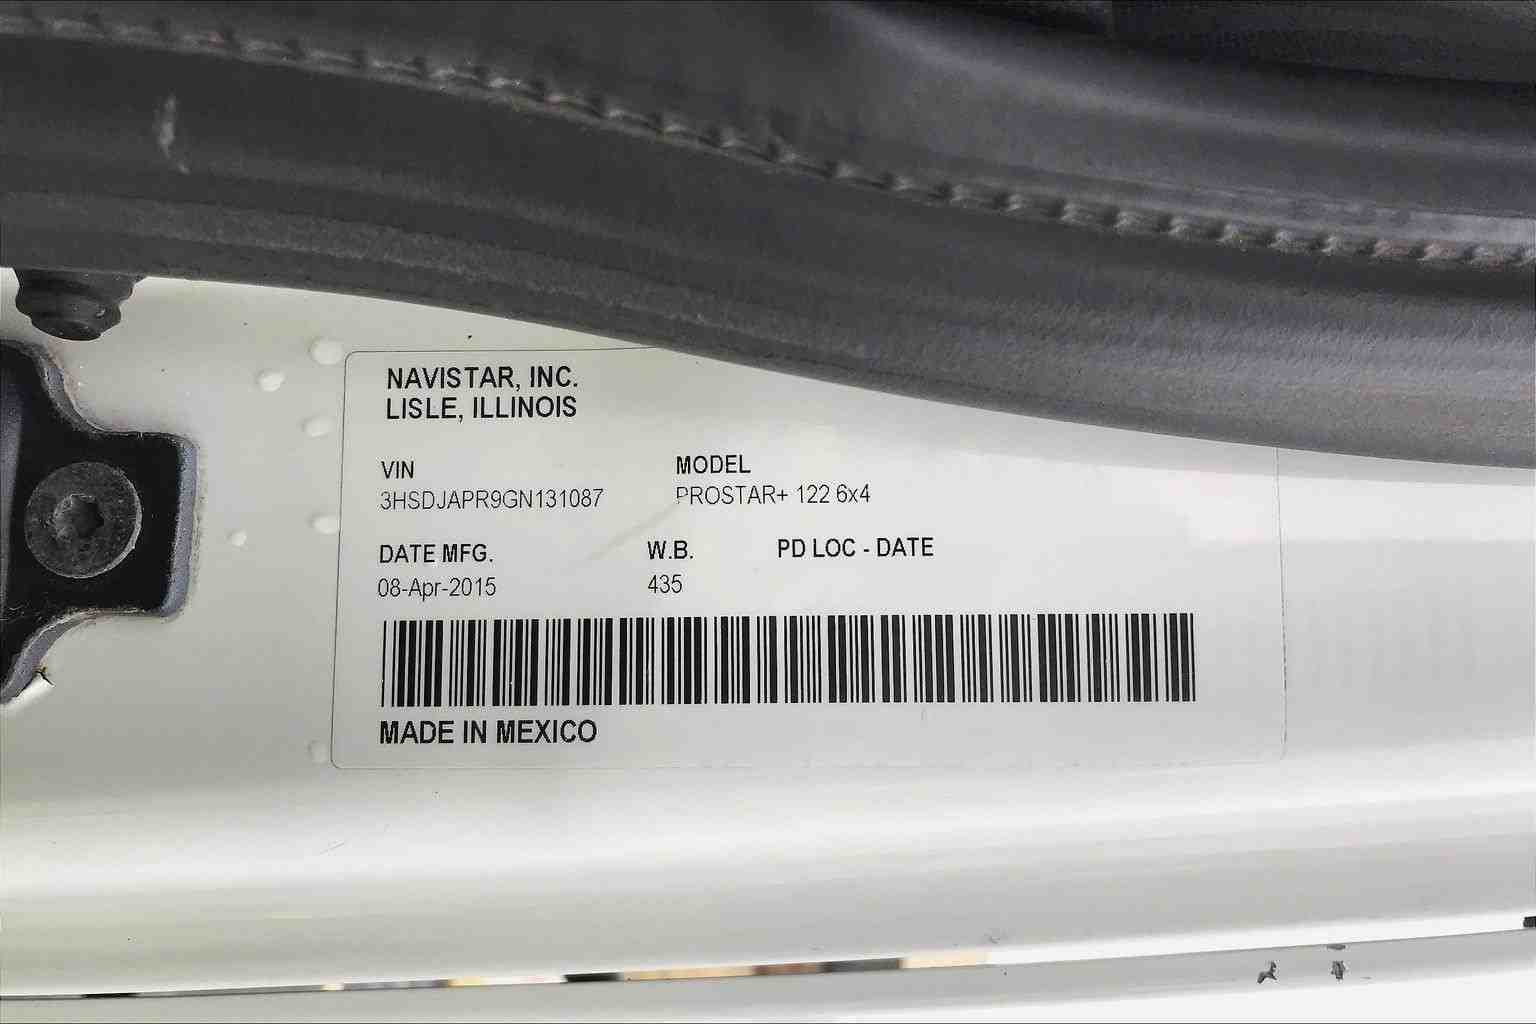 NAVISTAR, INC.
LISLE, ILLINOIS
VIN MODEL
3HSDJAPR9GN131087 PROSTAR+ 122 6x4
DATE MFG. W.B. PD LOC - DATE
08-Apr-2015 435
MADE IN MEXICO